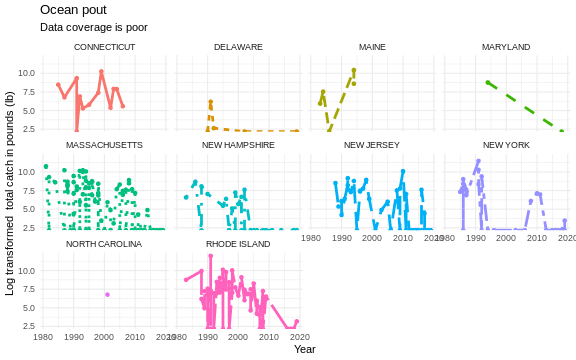 Ocean pout
Data coverage is poor
CONNECTICUT DELAWARE MAINE MARYLAND
10.0
7.5
5.0
2.5
MASSACHUSETTS NEW HAMPSHIRE NEW JERSEY NEW YORK
10.0
7.5
5.0
2.5
1980 1990 2000 2010 2020 1980 1990 2000 2010 2020
NORTH CAROLINA RHODE ISLAND
10.0
7.5
5.0
2.5
1980 1990 2000 2010 2020 1980 1990 2000 2010 2020
Year
Log transformed total catch in pounds (lb)